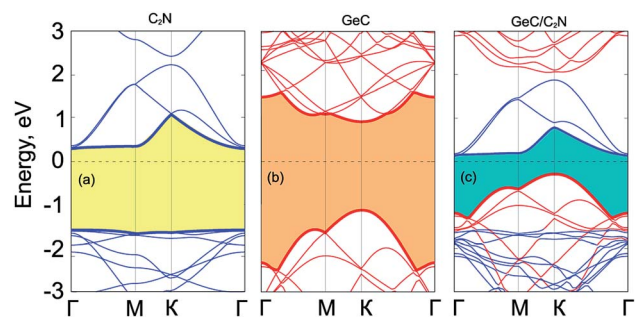 C₂N GeC GeC/C₂N
Energy, eV
3
2
1
0
-1
-2
-3
(a) (b) (c)
Γ M K Γ Γ M K Γ Γ M K Γ